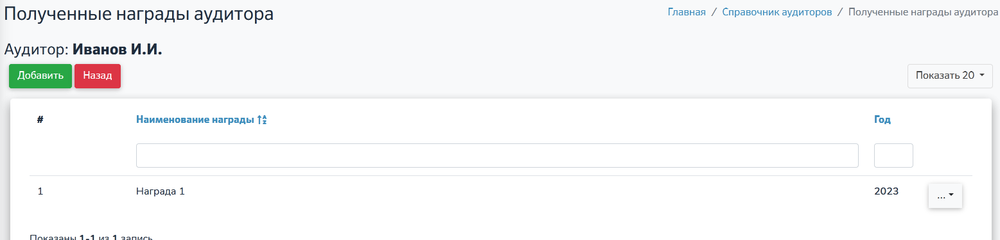 Полученные награды аудитора
Главная / Справочник аудиторов / Полученные награды аудитора
Аудитор: Иванов И.И.
Добавить Назад Показать 20
# Наименование награды Год
1 Награда 1 2023 ...
Показаны 1-1 из 1 запись.